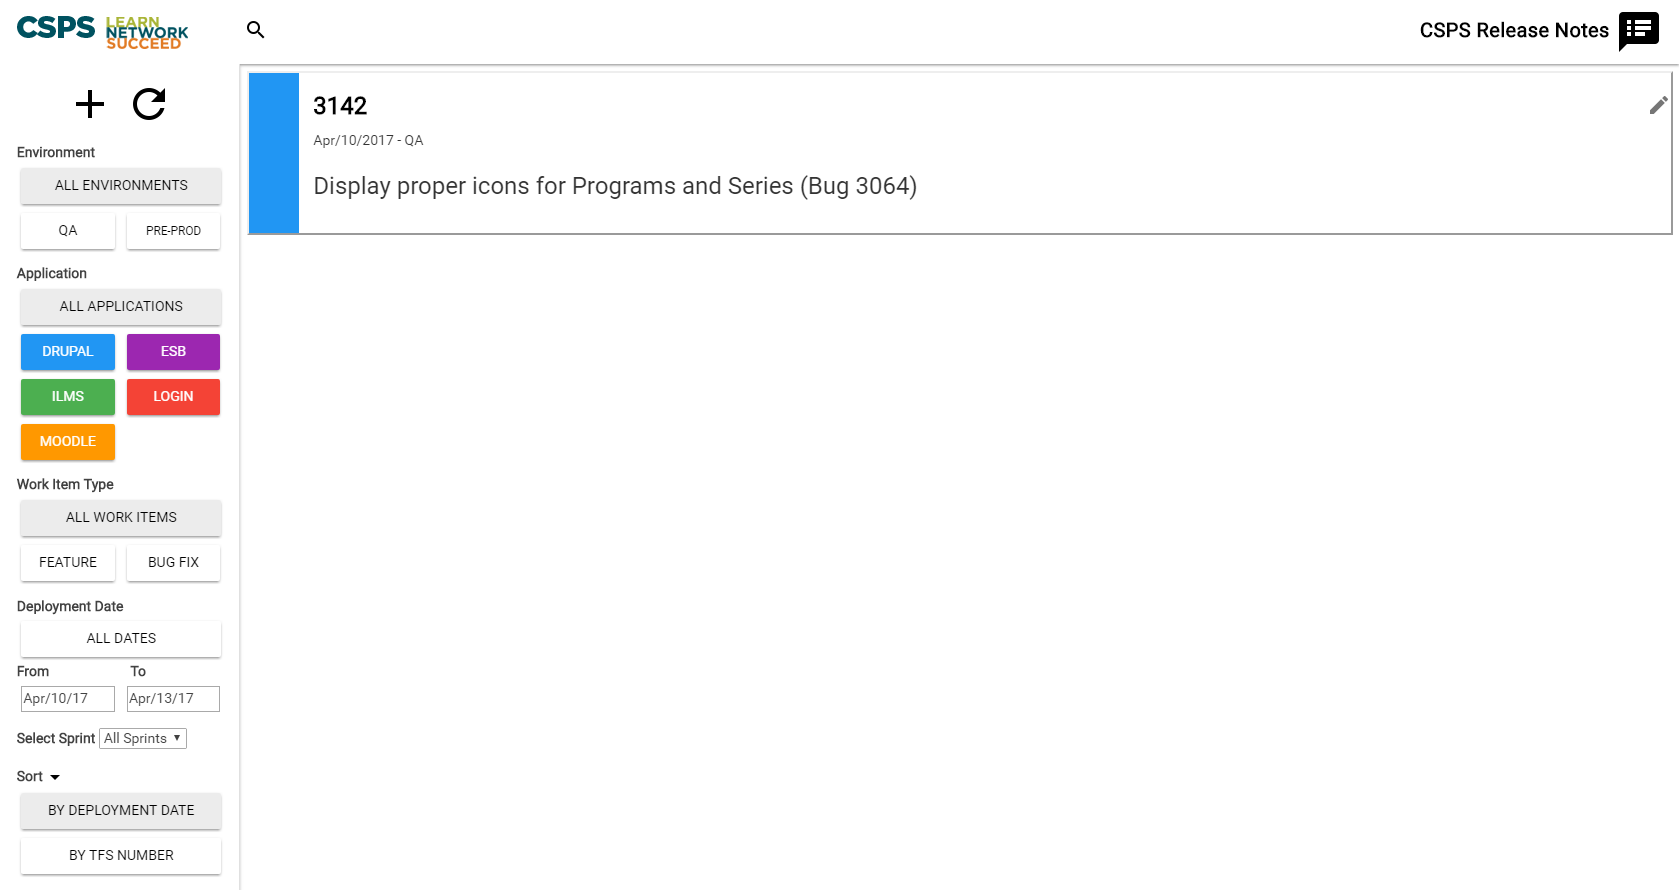 CSPS LEARN
NETWORK
SUCCEED
CSPS Release Notes
Environment
ALL ENVIRONMENTS
QA PRE-PROD
Application
ALL APPLICATIONS
DRUPAL ESB
ILMS LOGIN
MOODLE
Work Item Type
ALL WORK ITEMS
FEATURE BUG FIX
Deployment Date
ALL DATES
From To
Apr/10/17 Apr/13/17
Select Sprint All Sprints
Sort
BY DEPLOYMENT DATE
BY TFS NUMBER
3142
Apr/10/2017 - QA
Display proper icons for Programs and Series (Bug 3064)